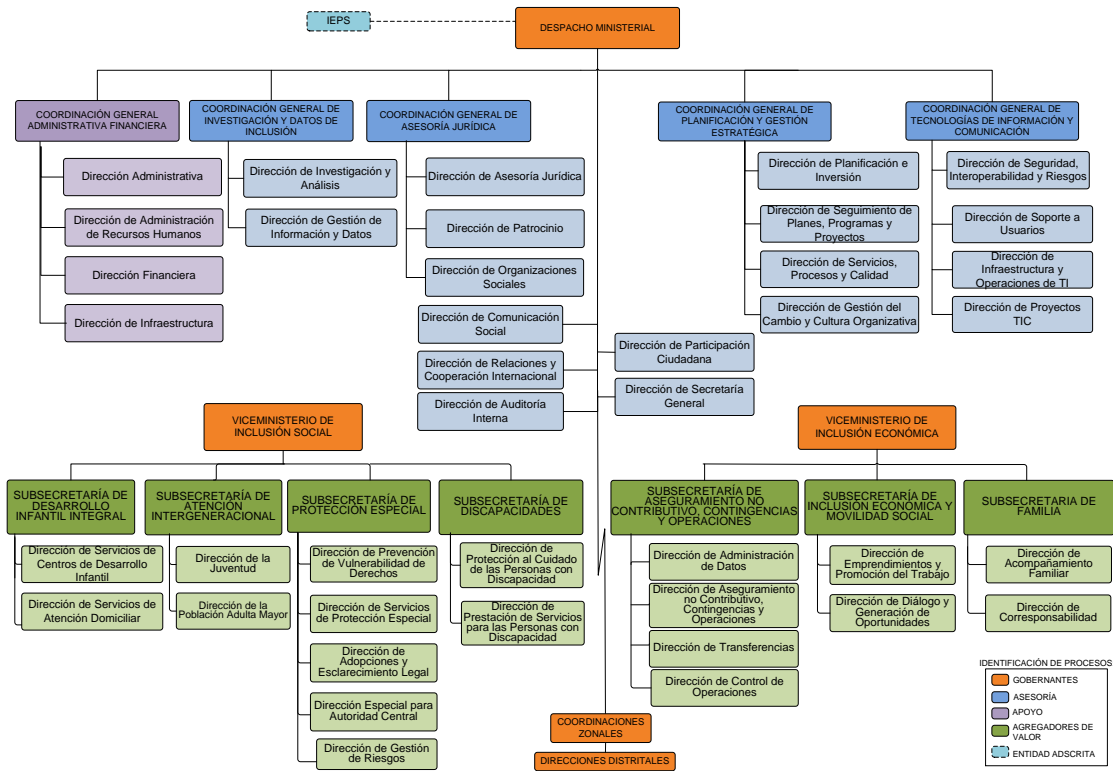 IEPS
DESPACHO MINISTERIAL
COORDINACIÓN GENERAL
ADMINISTRATIVA FINANCIERA
COORDINACIÓN GENERAL DE
INVESTIGACIÓN Y DATOS DE
INCLUSIÓN
COORDINACIÓN GENERAL DE
ASESORÍA JURÍDICA
COORDINACIÓN GENERAL DE
PLANIFICACIÓN Y GESTIÓN
ESTRATÉGICA
COORDINACIÓN GENERAL DE
TECNOLOGÍAS DE INFORMACIÓN Y
COMUNICACIÓN
Dirección Administrativa
Dirección de Administración
de Recursos Humanos
Dirección Financiera
Dirección de Infraestructura
Dirección de Investigación y
Análisis
Dirección de Gestión de
Información y Datos
Dirección de Asesoría Jurídica
Dirección de Patrocinio
Dirección de Organizaciones
Sociales
Dirección de Planificación e
Inversión
Dirección de Seguimiento de
Planes, Programas y
Proyectos
Dirección de Servicios,
Procesos y Calidad
Dirección de Gestión del
Cambio y Cultura Organizativa
Dirección de Seguridad,
Interoperabilidad y Riesgos
Dirección de Soporte a
Usuarios
Dirección de
Infraestructura y
Operaciones de TI
Dirección de Proyectos
TIC
Dirección de Comunicación
Social
Dirección de Relaciones y
Cooperación Internacional
Dirección de Auditoría
Interna
Dirección de Participación
Ciudadana
Dirección de Secretaría
General
VICEMINISTERIO DE
INCLUSIÓN SOCIAL
VICEMINISTERIO DE
INCLUSIÓN ECONÓMICA
SUBSECRETARÍA DE
DESARROLLO
INFANTIL INTEGRAL
SUBSECRETARÍA DE
ATENCIÓN
INTERGENERACIONAL
SUBSECRETARÍA DE
PROTECCIÓN ESPECIAL
SUBSECRETARÍA DE
DISCAPACIDADES
SUBSECRETARÍA DE
ASEGURAMIENTO NO
CONTRIBUTIVO, CONTINGENCIAS
Y OPERACIONES
SUBSECRETARÍA DE
INCLUSIÓN ECONÓMICA Y
MOVILIDAD SOCIAL
SUBSECRETARIA DE
FAMILIA
Dirección de Servicios de
Centros de Desarrollo
Infantil
Dirección de Servicios de
Atención Domiciliar
Dirección de la
Juventud
Dirección de la
Población Adulta Mayor
Dirección de Prevención
de Vulnerabilidad de
Derechos
Dirección de Servicios
de Protección Especial
Dirección de
Adopciones y
Esclarecimiento Legal
Dirección Especial para
Autoridad Central
Dirección de Gestión de
Riesgos
Dirección de
Protección al Cuidado
de las Personas con
Discapacidad
Dirección de
Prestación de Servicios
para las Personas con
Discapacidad
Dirección de Administración
de Datos
Dirección de Aseguramiento
no Contributivo,
Contingencias y
Operaciones
Dirección de Transferencias
Dirección de Control de
Operaciones
Dirección de
Emprendimientos y
Promoción del Trabajo
Dirección de Diálogo y
Generación de
Oportunidades
Dirección de
Acompañamiento
Familiar
Dirección de
Corresponsabilidad
COORDINACIONES
ZONALES
DIRECCIONES DISTRITALES
IDENTIFICACIÓN DE PROCESOS
GOBERNANTES
ASESORÍA
APOYO
AGREGADORES DE
VALOR
ENTIDAD ADSCRITA